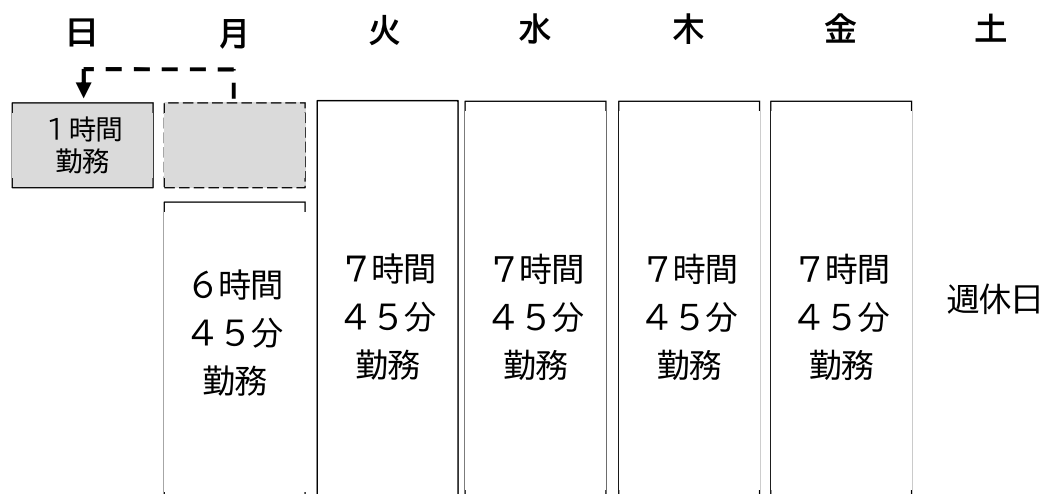 日 月 火 水 木 金 土
１時間
勤務
６時間
４５分
勤務
７時間
４５分
勤務
７時間
４５分
勤務
７時間
４５分
勤務
７時間
４５分
勤務
週休日